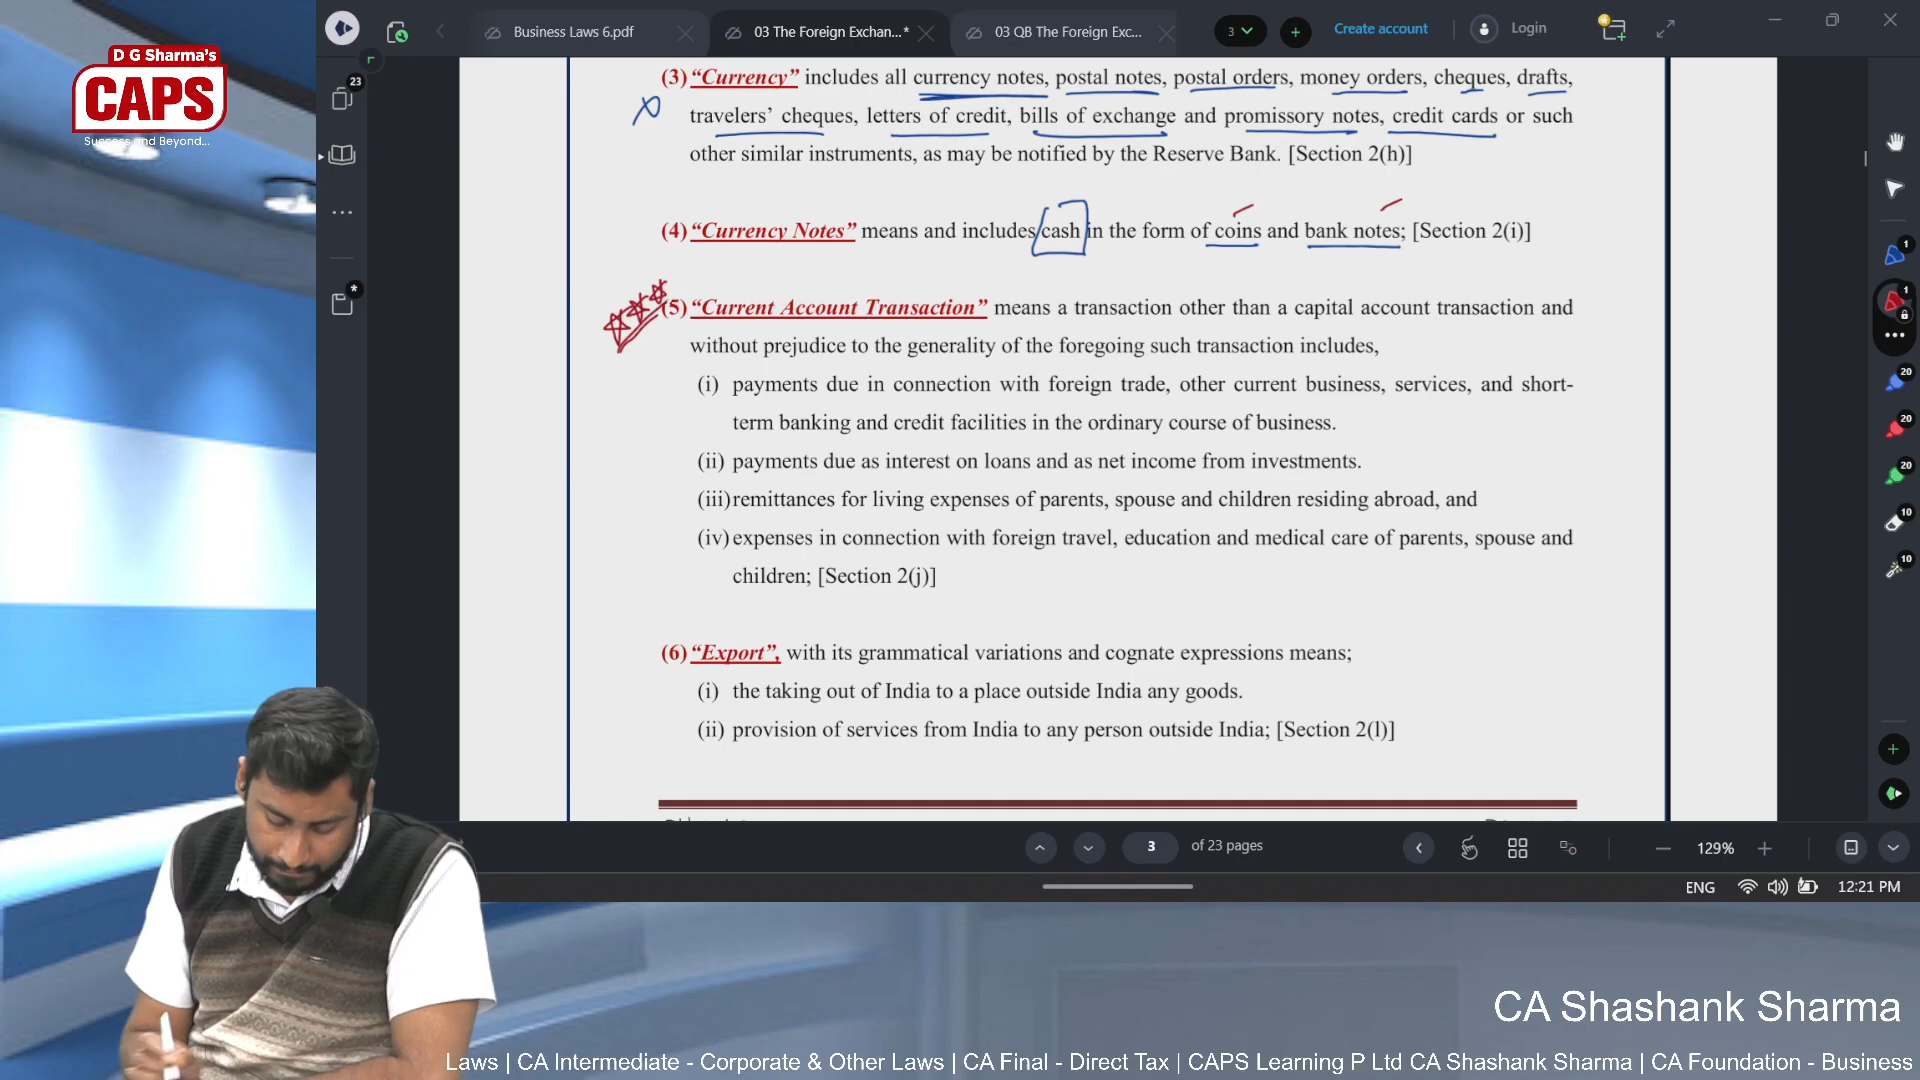 D G Sharma's
CAPS
Success and Beyond...
Business Laws 6.pdf
03 The Foreign Exchan...*
03 QB The Foreign Exc...
3
Create account
Login
23
(3) “Currency” includes all currency notes, postal notes, postal orders, money orders, cheques, drafts,
travelers’ cheques, letters of credit, bills of exchange and promissory notes, credit cards or such
other similar instruments, as may be notified by the Reserve Bank. [Section 2(h)]
(4) “Currency Notes” means and includes cash in the form of coins and bank notes; [Section 2(i)]
(5) “Current Account Transaction” means a transaction other than a capital account transaction and
without prejudice to the generality of the foregoing such transaction includes,
(i) payments due in connection with foreign trade, other current business, services, and short-
term banking and credit facilities in the ordinary course of business.
(ii) payments due as interest on loans and as net income from investments.
(iii) remittances for living expenses of parents, spouse and children residing abroad, and
(iv) expenses in connection with foreign travel, education and medical care of parents, spouse and
children; [Section 2(j)]
(6) “Export”, with its grammatical variations and cognate expressions means;
(i) the taking out of India to a place outside India any goods.
(ii) provision of services from India to any person outside India; [Section 2(l)]
1
1
20
20
20
10
10
3 of 23 pages
129%
ENG 12:21 PM
CA Shashank Sharma
Laws | CA Intermediate - Corporate & Other Laws | CA Final - Direct Tax | CAPS Learning P Ltd CA Shashank Sharma | CA Foundation - Business